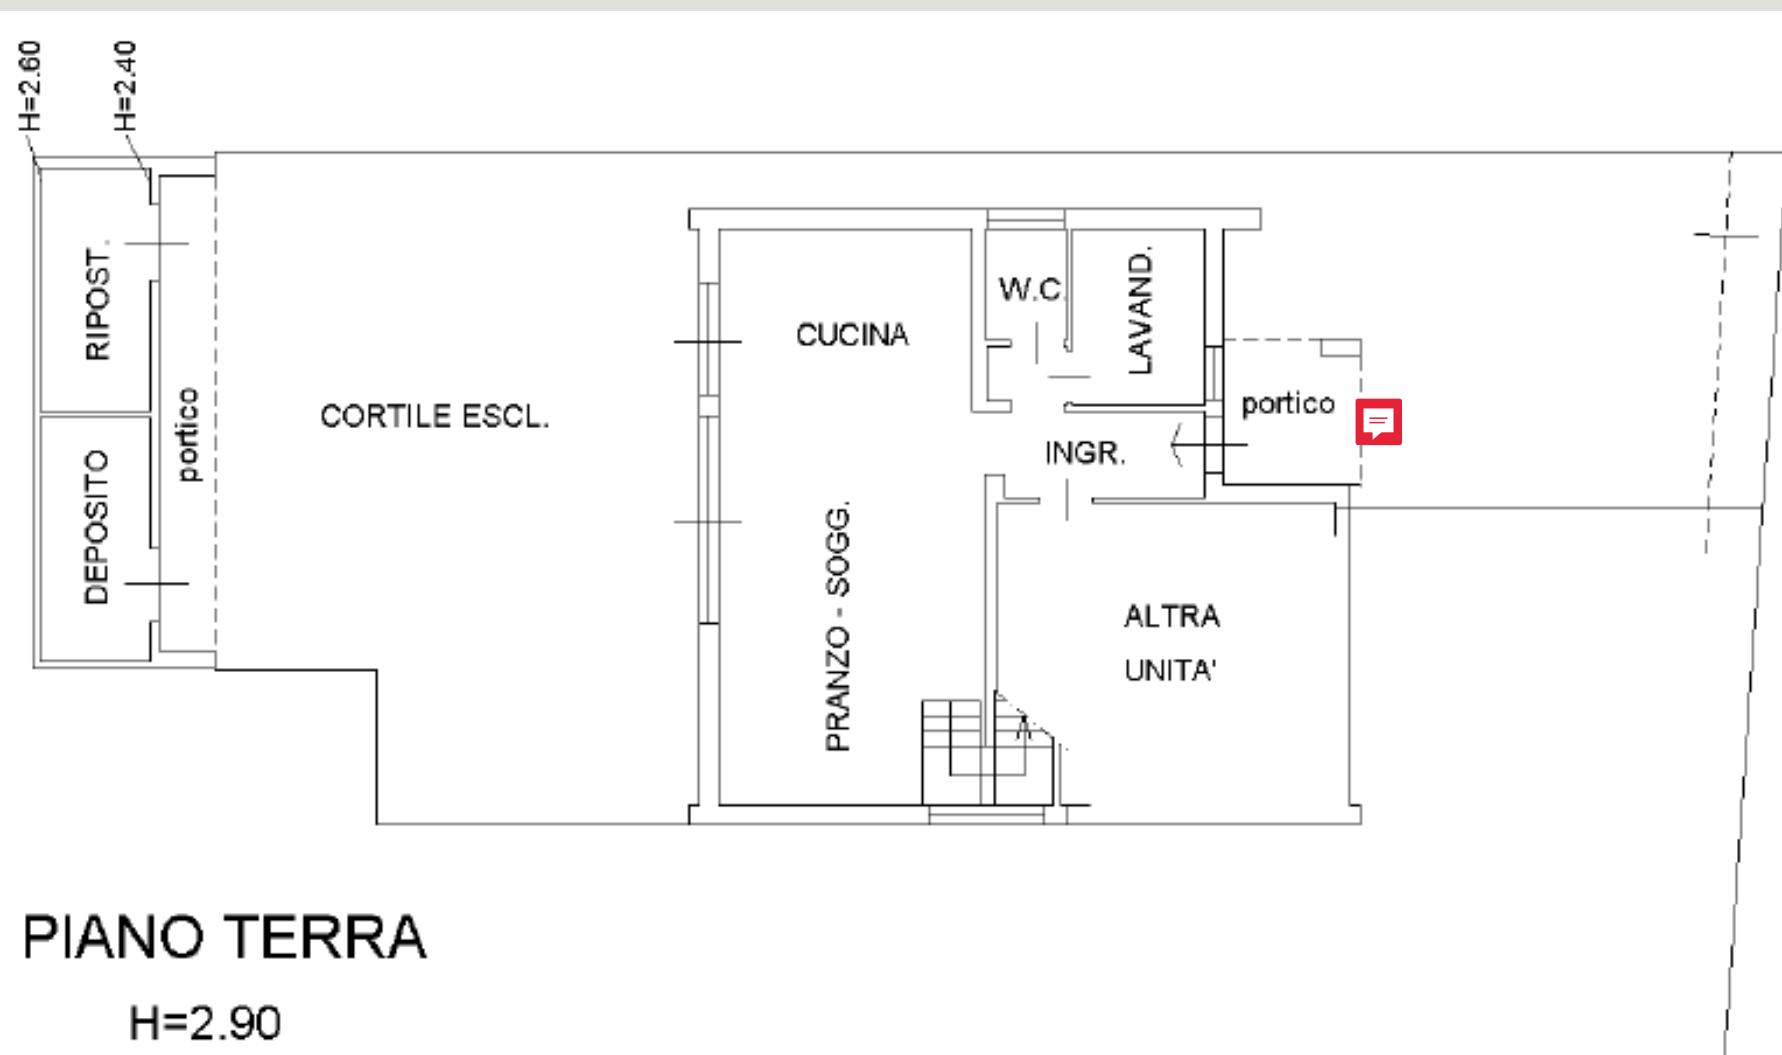 H=2.60
H=2.40
RIPOST.
DEPOSITO
portico
CORTILE ESCL.
CUCINA
PRANZO - SOGG.
W.C.
LAVAND.
INGR.
portico
ALTRA
UNITA'
PIANO TERRA
H=2.90